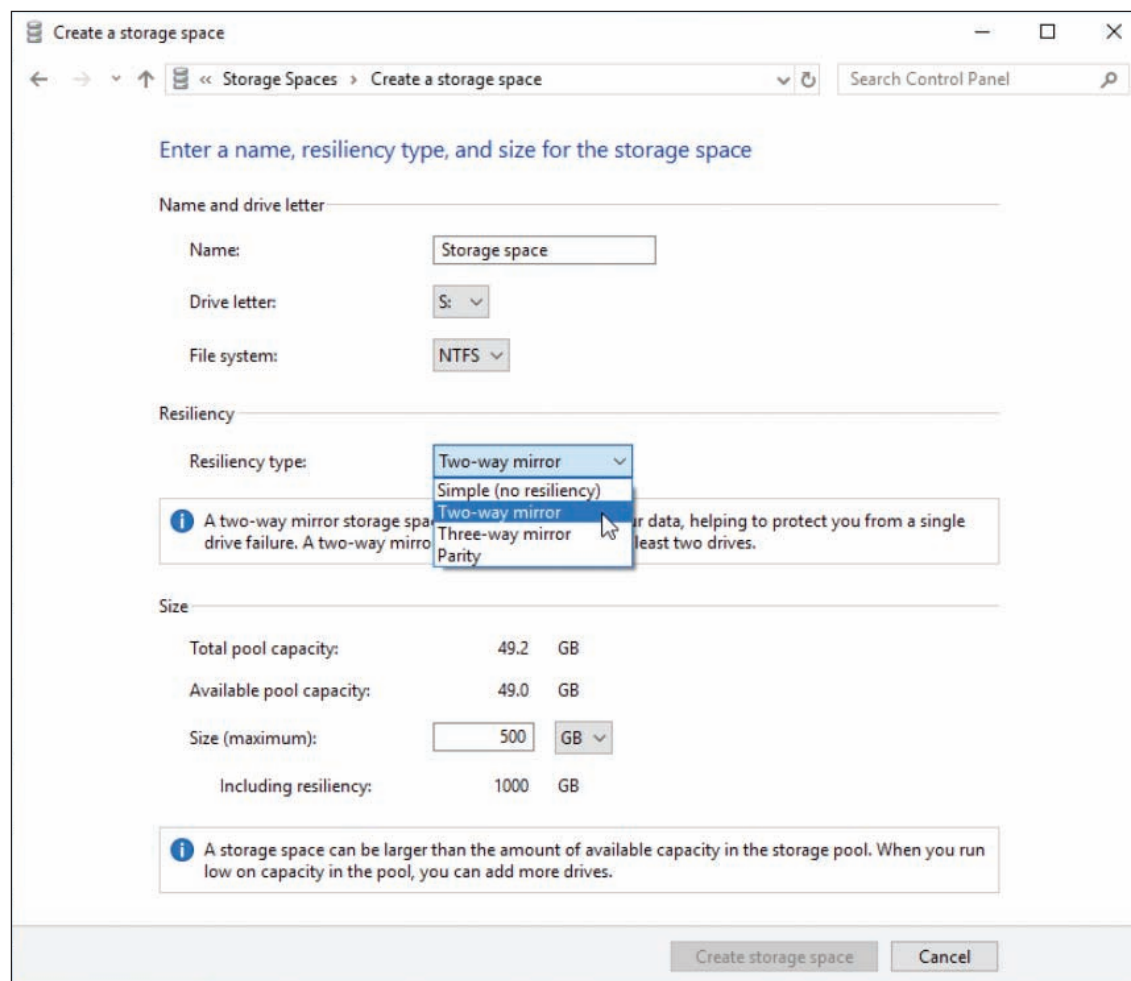 Create a storage space
« Storage Spaces > Create a storage space
Search Control Panel
Enter a name, resiliency type, and size for the storage space
Name and drive letter
Name: Storage space
Drive letter: S:
File system: NTFS
Resiliency
Resiliency type: Two-way mirror
Simple (no resiliency)
Two-way mirror
Three-way mirror
Parity
A two-way mirror storage spa r data, helping to protect you from a single
drive failure. A two-way mirro least two drives.
Size
Total pool capacity: 49.2 GB
Available pool capacity: 49.0 GB
Size (maximum): 500 GB
Including resiliency: 1000 GB
A storage space can be larger than the amount of available capacity in the storage pool. When you run
low on capacity in the pool, you can add more drives.
Create storage space Cancel